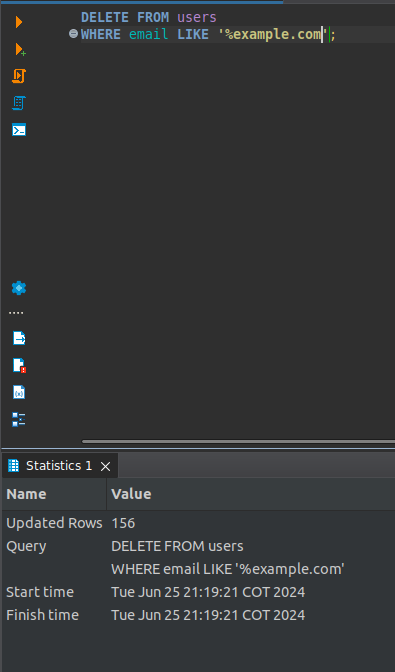 DELETE FROM users
WHERE email LIKE '%example.com';
Statistics 1
Name Value
Updated Rows 156
Query DELETE FROM users
WHERE email LIKE '%example.com'
Start time Tue Jun 25 21:19:21 COT 2024
Finish time Tue Jun 25 21:19:21 COT 2024